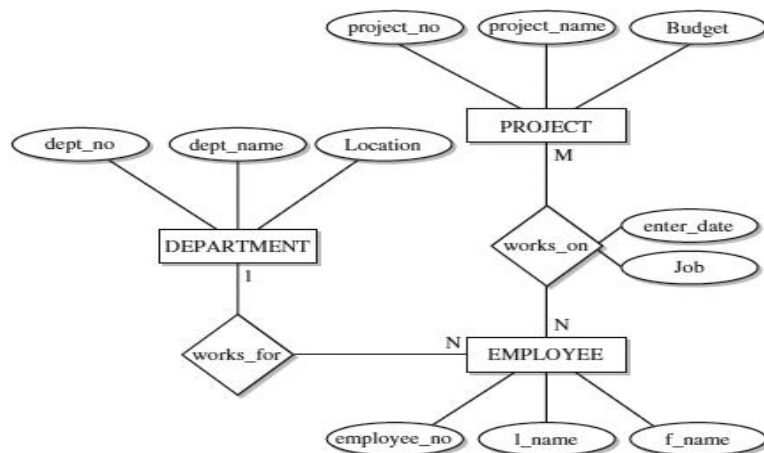 project_no
project_name
Budget
PROJECT
M
dept_no
dept_name
Location
DEPARTMENT
1
works_on
enter_date
Job
works_for
N
N
EMPLOYEE
employee_no
l_name
f_name